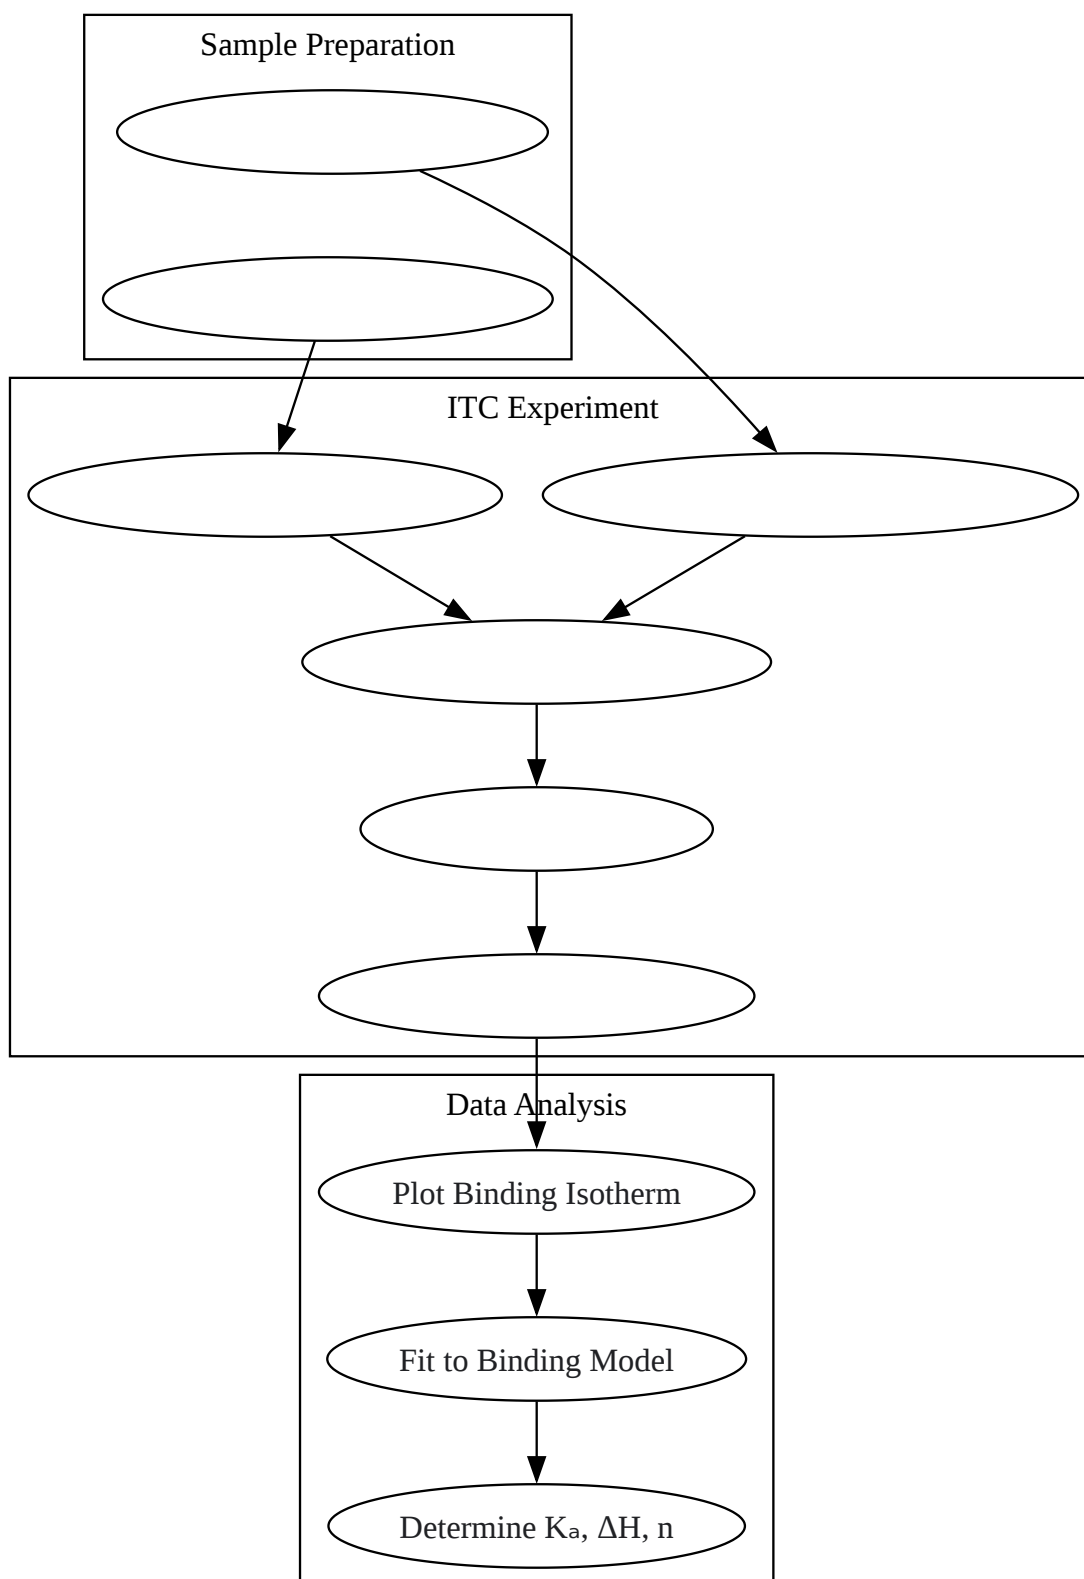 Sample Preparation
ITC Experiment
Data Analysis
Plot Binding Isotherm
Fit to Binding Model
Determine Kₐ, ΔH, n